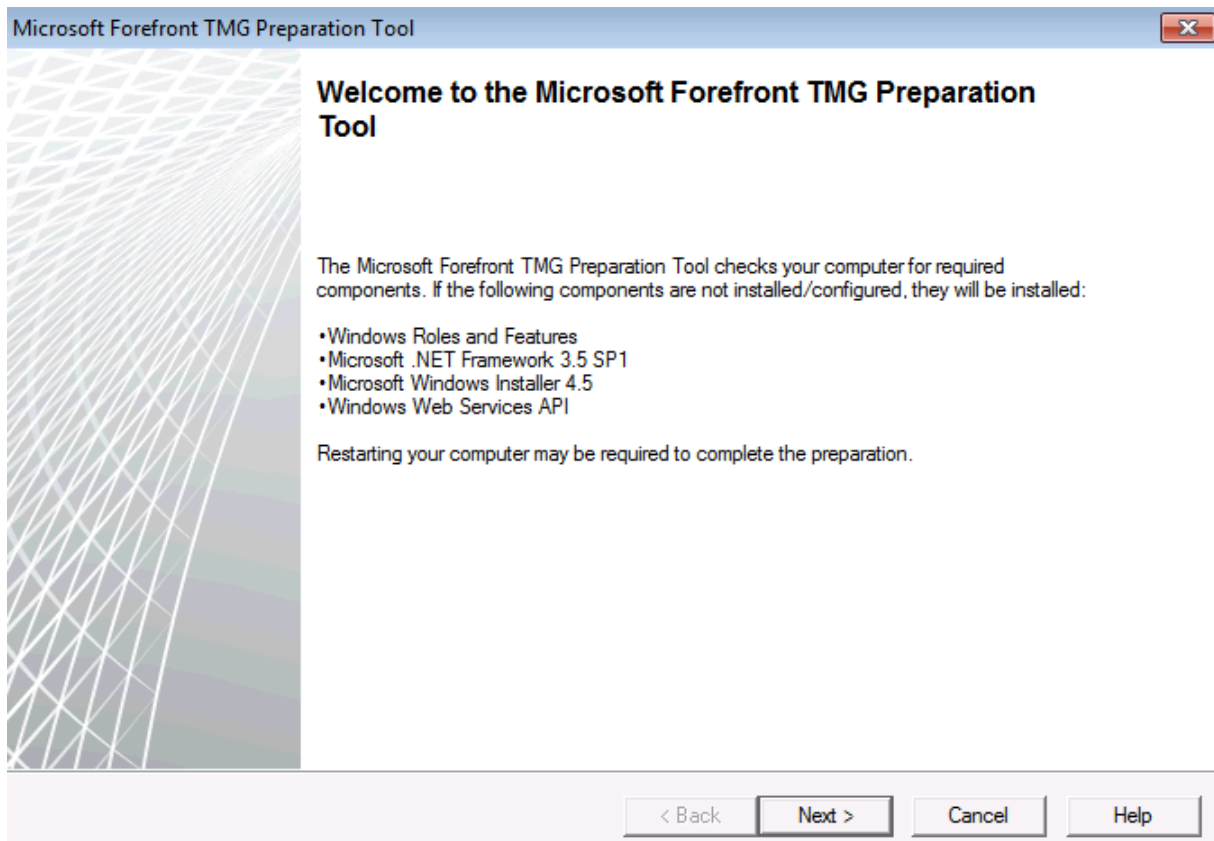 Microsoft Forefront TMG Preparation Tool
Welcome to the Microsoft Forefront TMG Preparation
Tool
The Microsoft Forefront TMG Preparation Tool checks your computer for required
components. If the following components are not installed/configured, they will be installed:
•Windows Roles and Features
•Microsoft .NET Framework 3.5 SP1
•Microsoft Windows Installer 4.5
•Windows Web Services API
Restarting your computer may be required to complete the preparation.
< Back Next > Cancel Help